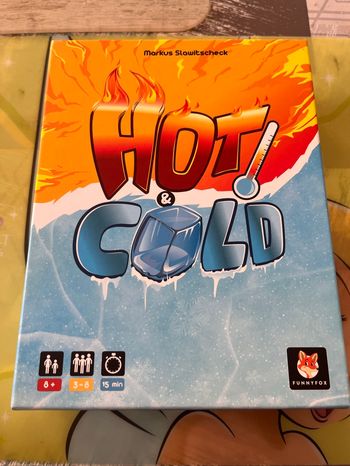 Markus Slawitscheck
HOT
&
COLD
8+
3-8
15 min
FUNNYFOX